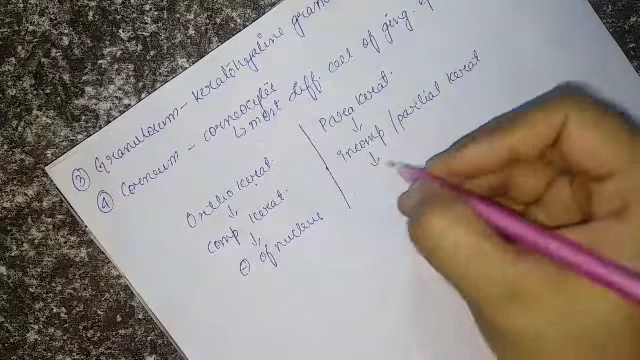 ③ Granulosum - Keratohyaline gran
④ Corneum - corneocytes
↳ most diff. cell of ging. ep
Ortho kerat.
↓
Comp kerat.
↓
⊖ of nucleus
Para kerat.
↓
Incomp / partial kerat
↓